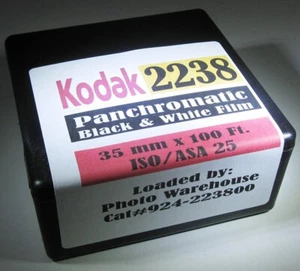 Kodak 2238
Panchromatic
Black & White Film
35 mm x 100 Ft.
ISO/ASA 25
Loaded by:
Photo Warehouse
Cat#924-223800